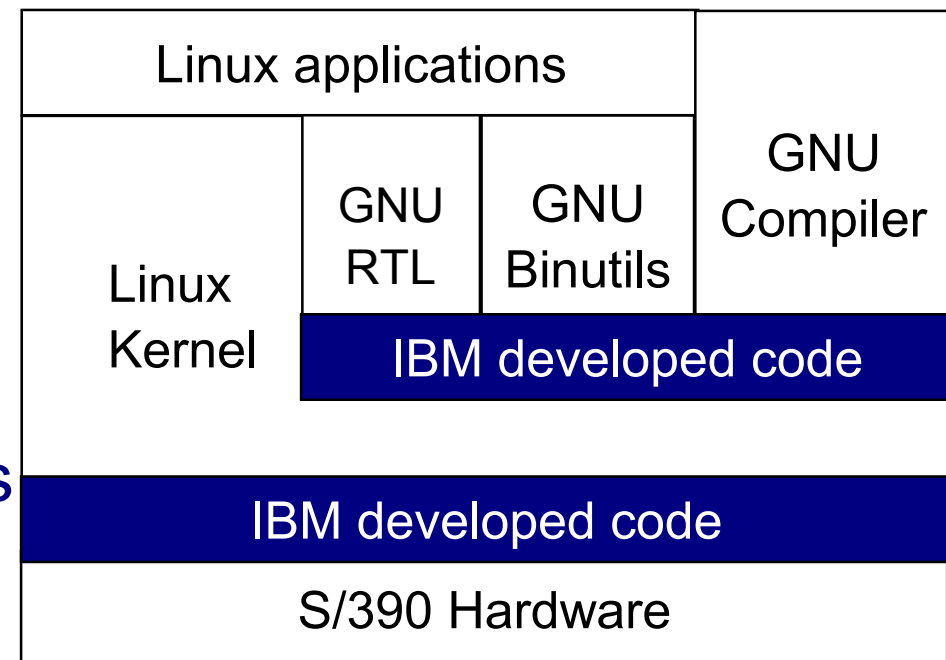 Linux applications
GNU
Compiler
GNU
RTL
GNU
Binutils
Linux
Kernel
IBM developed code
s
IBM developed code
S/390 Hardware